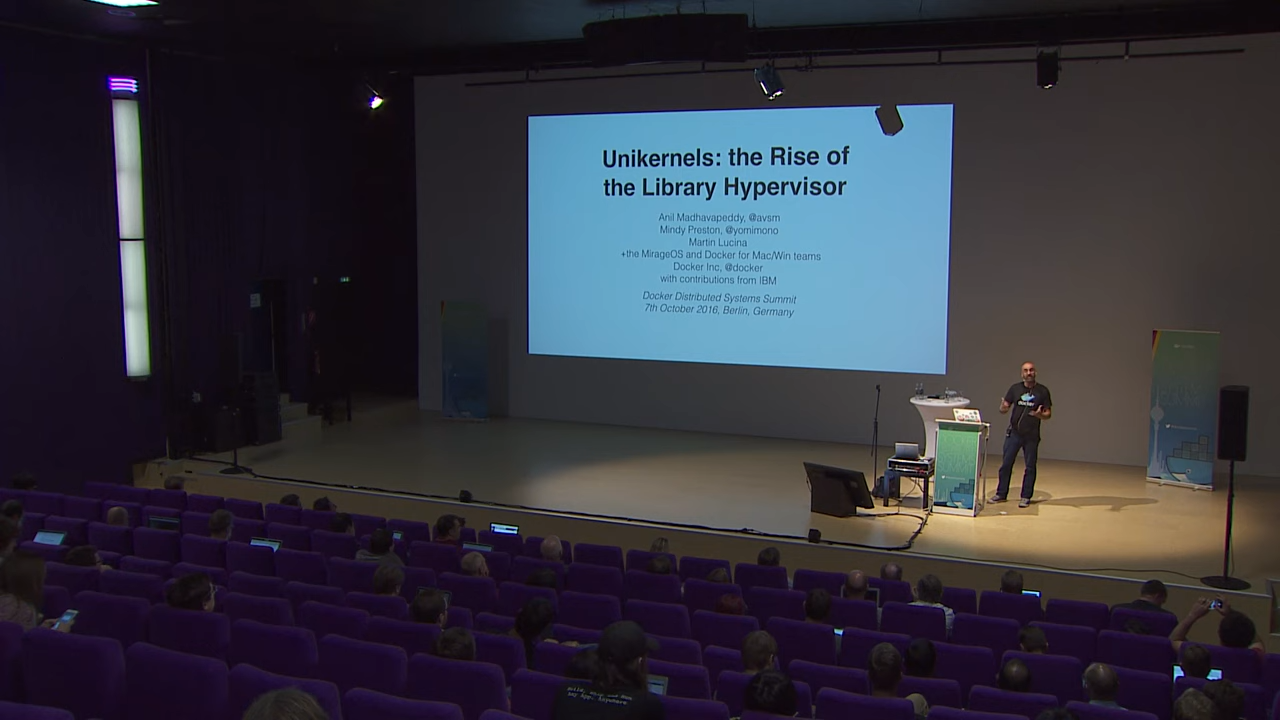 Unikernels: the Rise of
the Library Hypervisor
Anil Madhavapeddy, @avsm
Mindy Preston, @yomimono
Martin Lucina
+the MirageOS and Docker for Mac/Win teams
Docker Inc, @docker
with contributions from IBM
Docker Distributed Systems Summit
7th October 2016, Berlin, Germany
docker